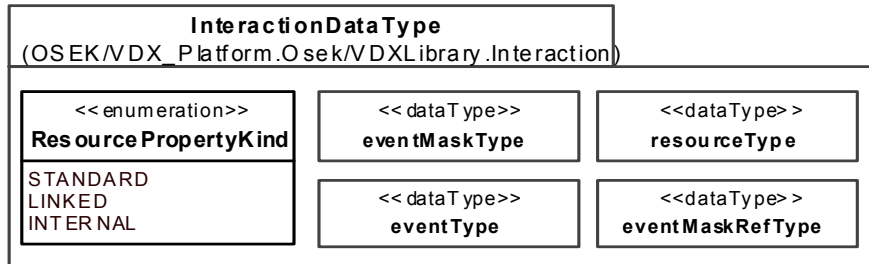 InteractionDataType
(OSEK/VDX_Platform.Osek/VDXLibrary.Interaction)
<<enumeration>>
ResourcePropertyKind
STANDARD
LINKED
INTERNAL
<<dataType>>
eventMaskType
<<dataType>>
resourceType
<<dataType>>
eventType
<<dataType>>
eventMaskRefType